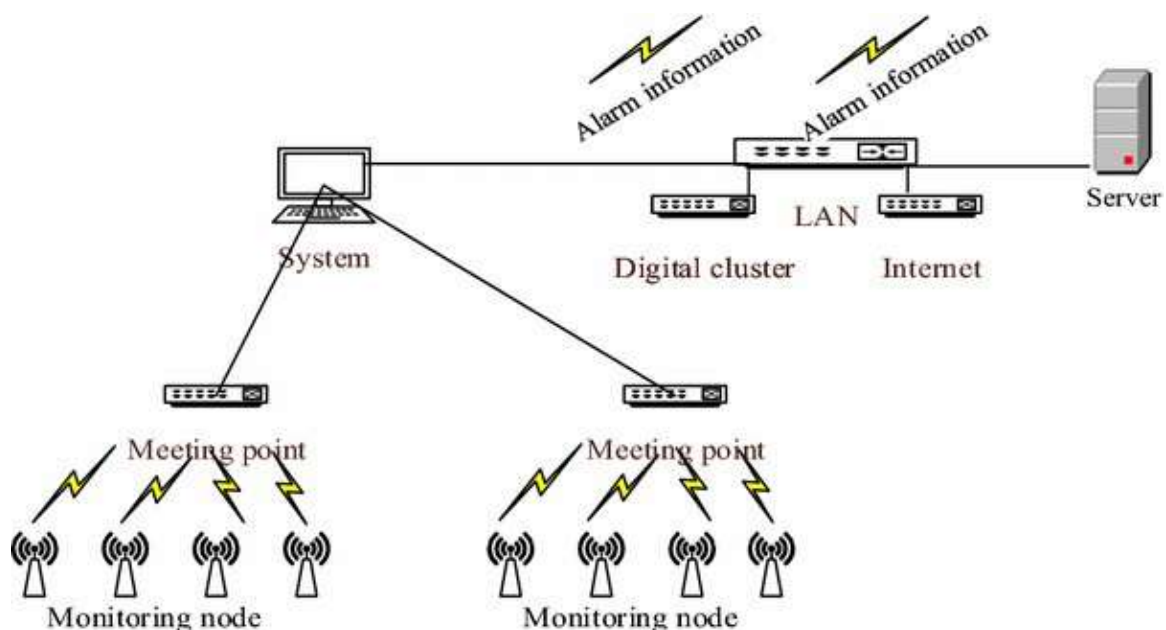 Alarm information
Alarm information
Server
LAN
System
Digital cluster
Internet
Meeting point
Meeting point
Monitoring node
Monitoring node